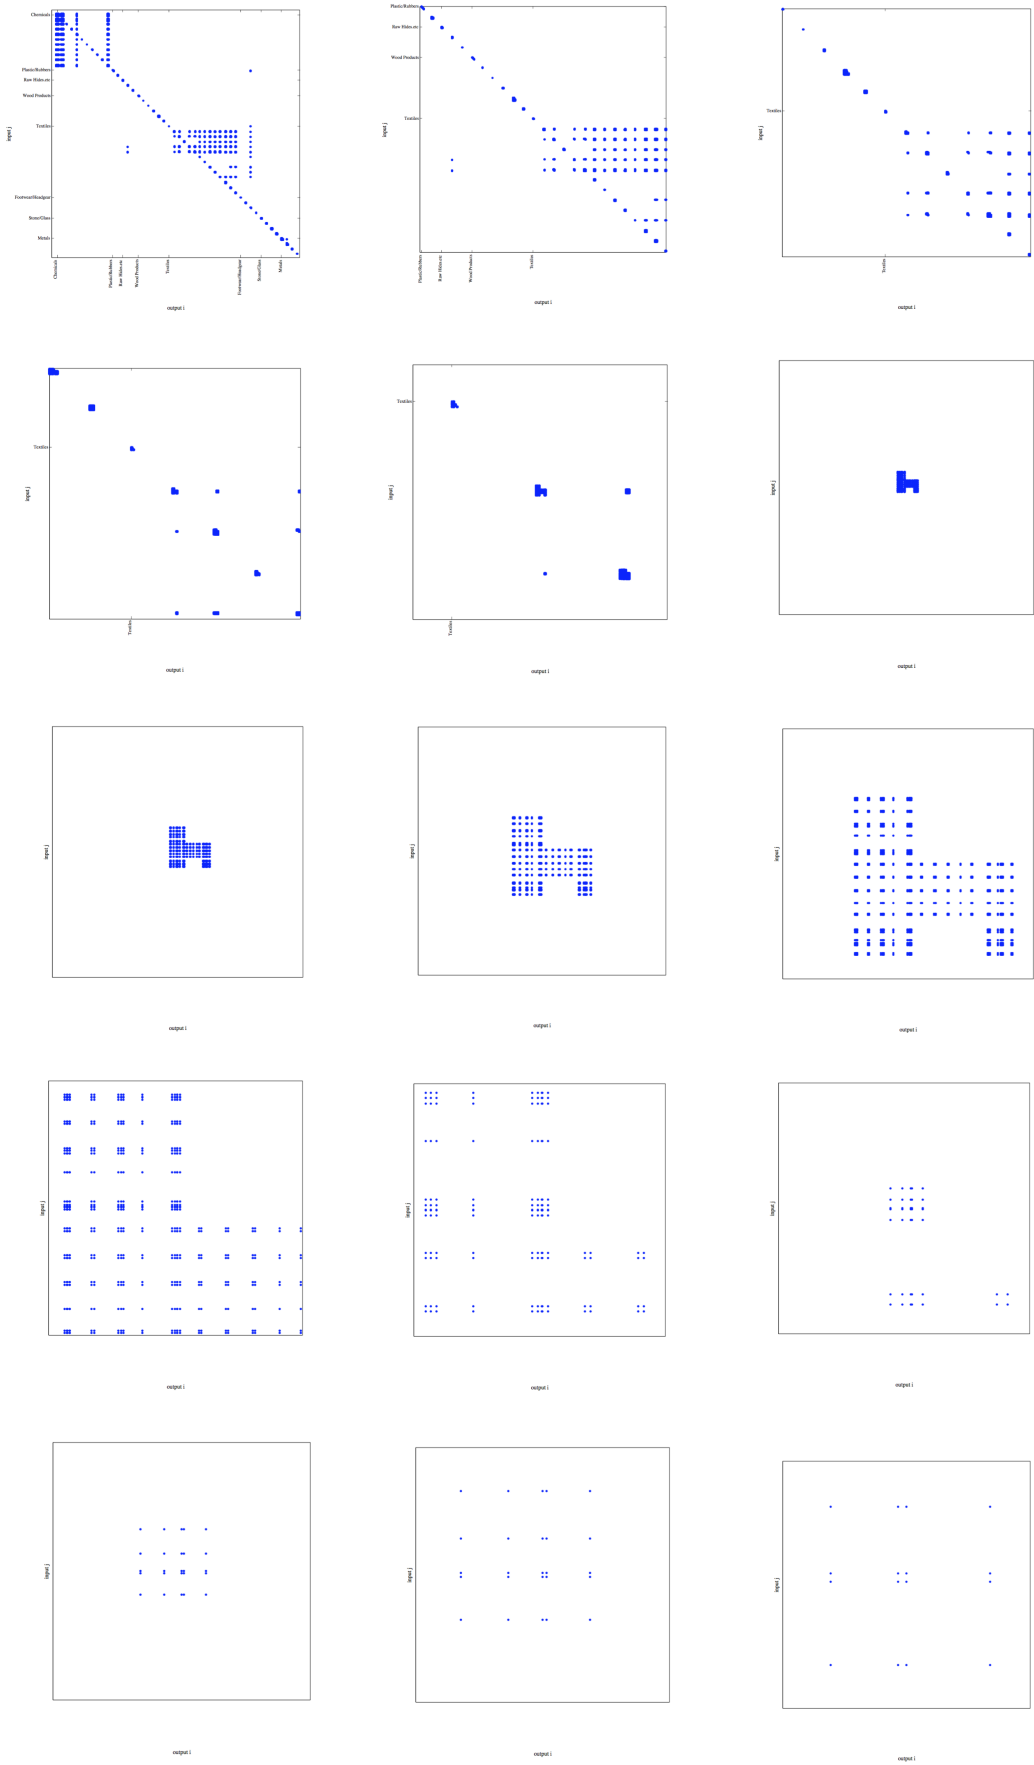 Chemicals
Plastic/Rubbers
Raw Hides.etc
Wood Products
Textiles
Footwear/Headgear
Stone/Glass
Metals
input j
Chemicals
Plastic/Rubbers
Raw Hides.etc
Wood Products
Textiles
Footwear/Headgear
Stone/Glass
Metals
output i
Plastic/Rubbers
Raw Hides.etc
Wood Products
Textiles
input j
Plastic/Rubbers
Raw Hides.etc
Wood Products
Textiles
output i
Textiles
input j
Textiles
output i
Textiles
input j
Textiles
output i
Textiles
input j
Textiles
output i
input j
output i
input j
output i
input j
output i
input j
output i
input j
output i
input j
output i
input j
output i
input j
output i
input j
output i
input j
output i